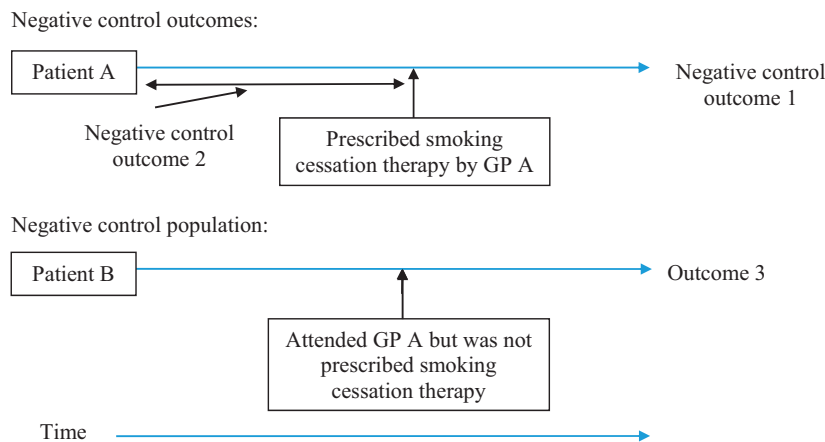 Negative control outcomes:
Patient A
Negative control
outcome 1
Negative control
outcome 2
Prescribed smoking
cessation therapy by GP A
Negative control population:
Patient B
Outcome 3
Attended GP A but was not
prescribed smoking
cessation therapy
Time